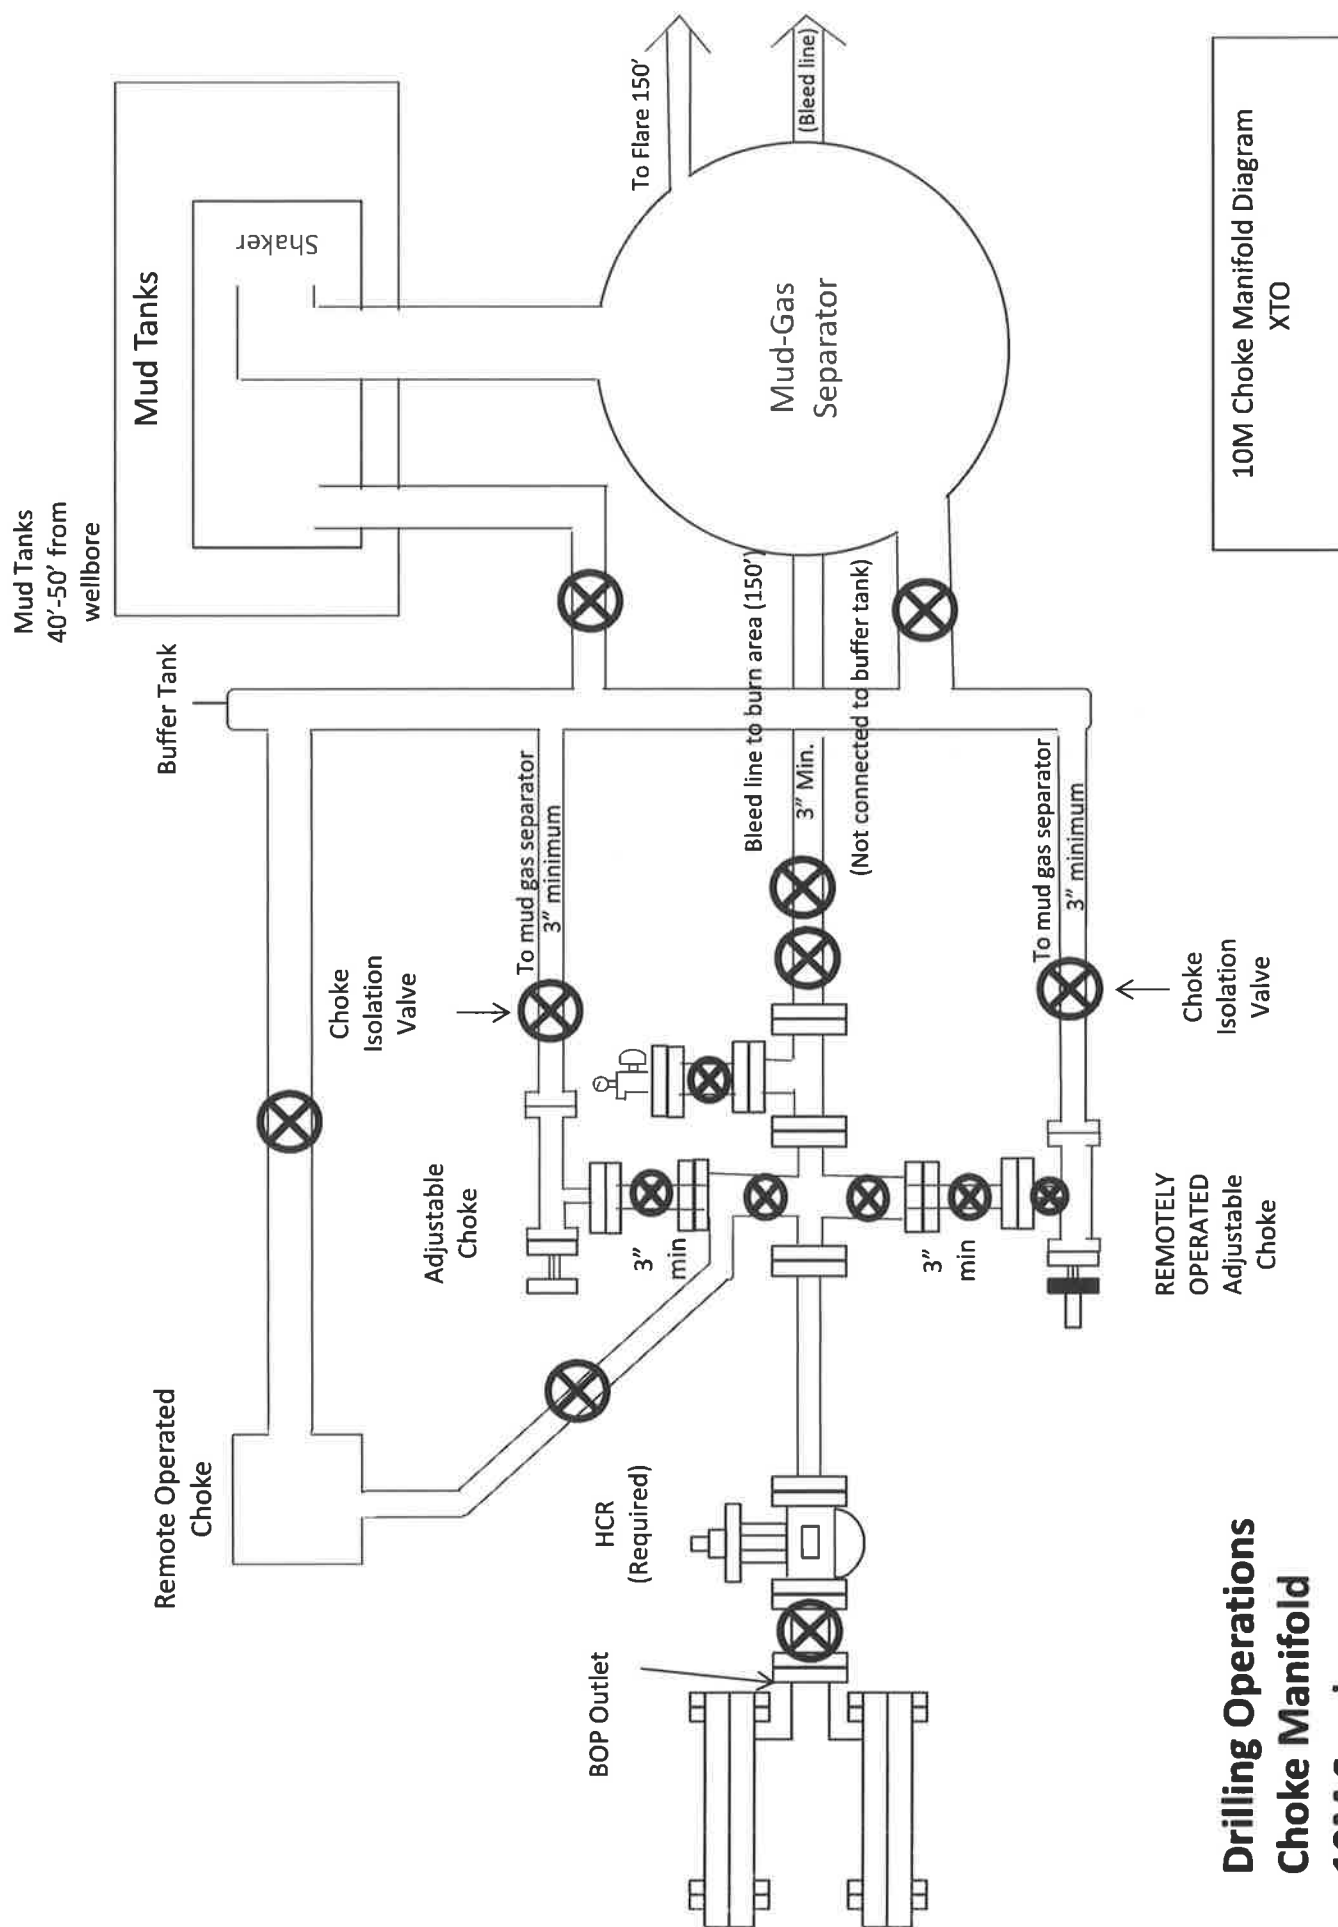 Mud Tanks
40’-50’ from
wellbore
Mud Tanks
Shaker
Buffer Tank
To Flare 150’
(Bleed line)
Mud-Gas
Separator
Remote Operated
Choke
Choke
Isolation
Valve
Adjustable
Choke
To mud gas separator
3” minimum
3”
min
Bleed line to burn area (150’)
3” Min.
(Not connected to buffer tank)
BOP Outlet
HCR
(Required)
3”
min
To mud gas separator
3” minimum
Choke
Isolation
Valve
REMOTELY
OPERATED
Adjustable
Choke
10M Choke Manifold Diagram
XTO
Drilling Operations
Choke Manifold